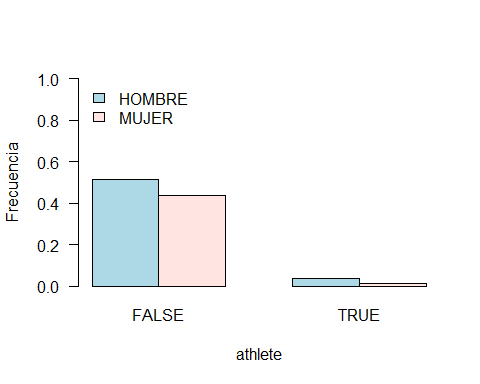 1.0
0.8
0.6
0.4
0.2
0.0
Frecuencia
HOMBRE
MUJER
FALSE
TRUE
athlete